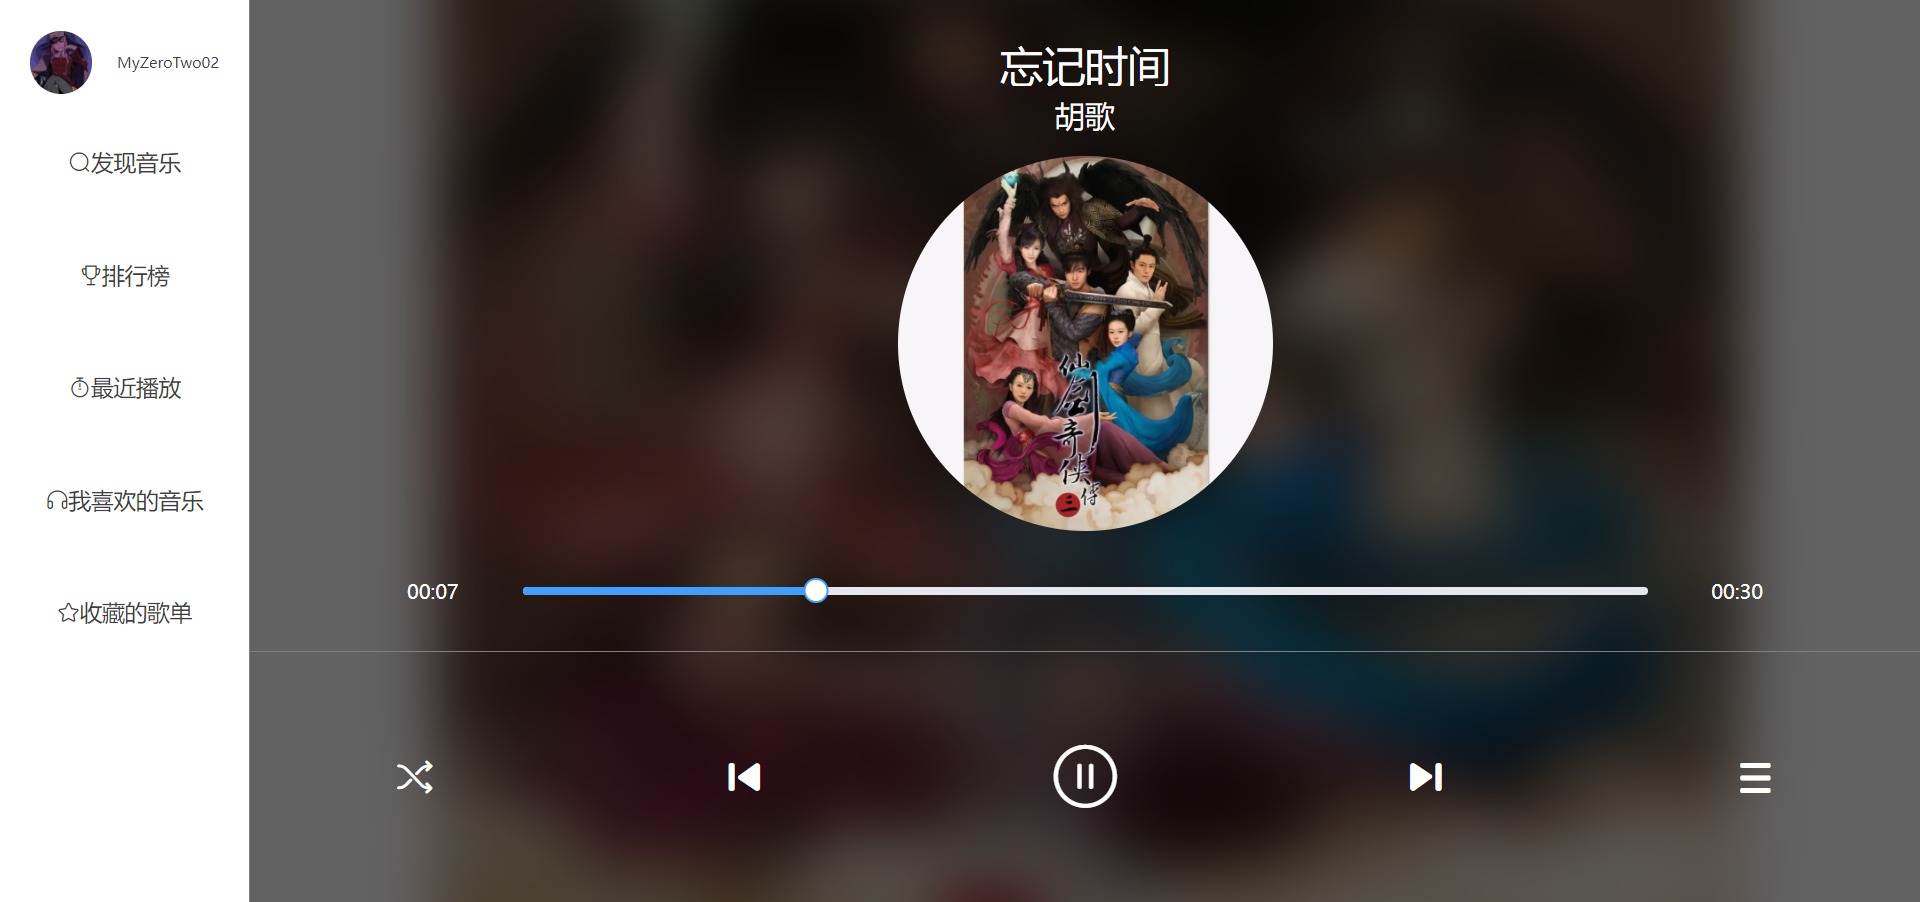 MyZeroTwo02
发现音乐
排行榜
最近播放
我喜欢的音乐
收藏的歌单
忘记时间
胡歌
仙剑奇侠传
三
00:07
00:30